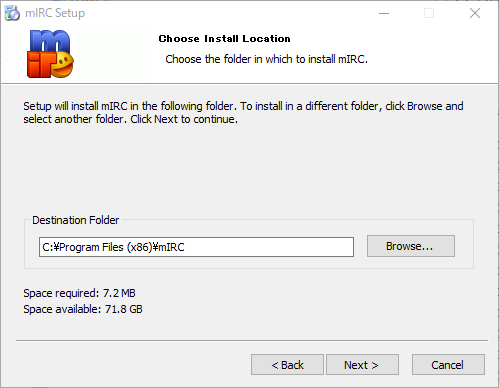 mIRC Setup
Choose Install Location
Choose the folder in which to install mIRC.
Setup will install mIRC in the following folder. To install in a different folder, click Browse and
select another folder. Click Next to continue.
Destination Folder
C:¥Program Files (x86)¥mIRC
Browse...
Space required: 7.2 MB
Space available: 71.8 GB
< Back
Next >
Cancel